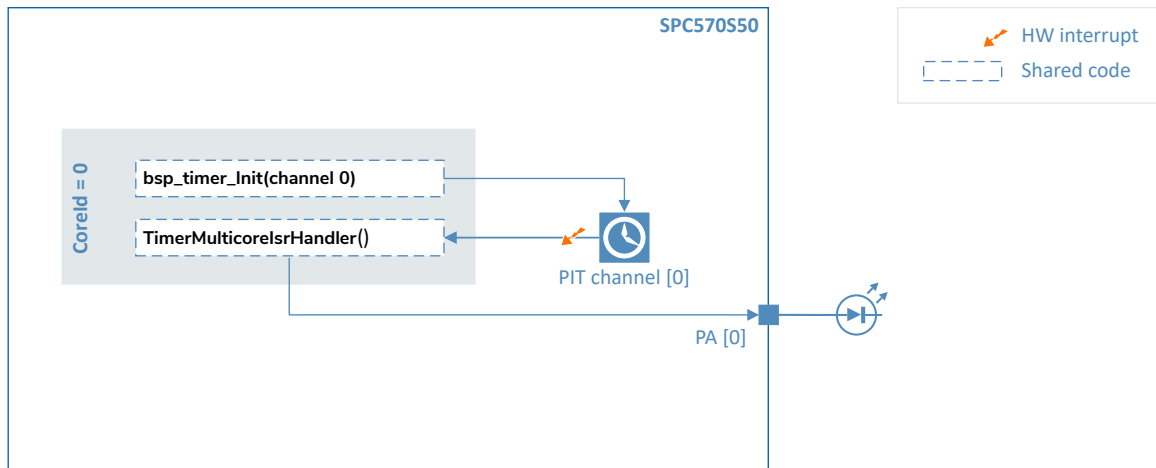 SPC570S50
HW interrupt
Shared code
CoreId = 0
bsp_timer_Init(channel 0)
TimerMulticoreIsrHandler()
PIT channel [0]
PA [0]